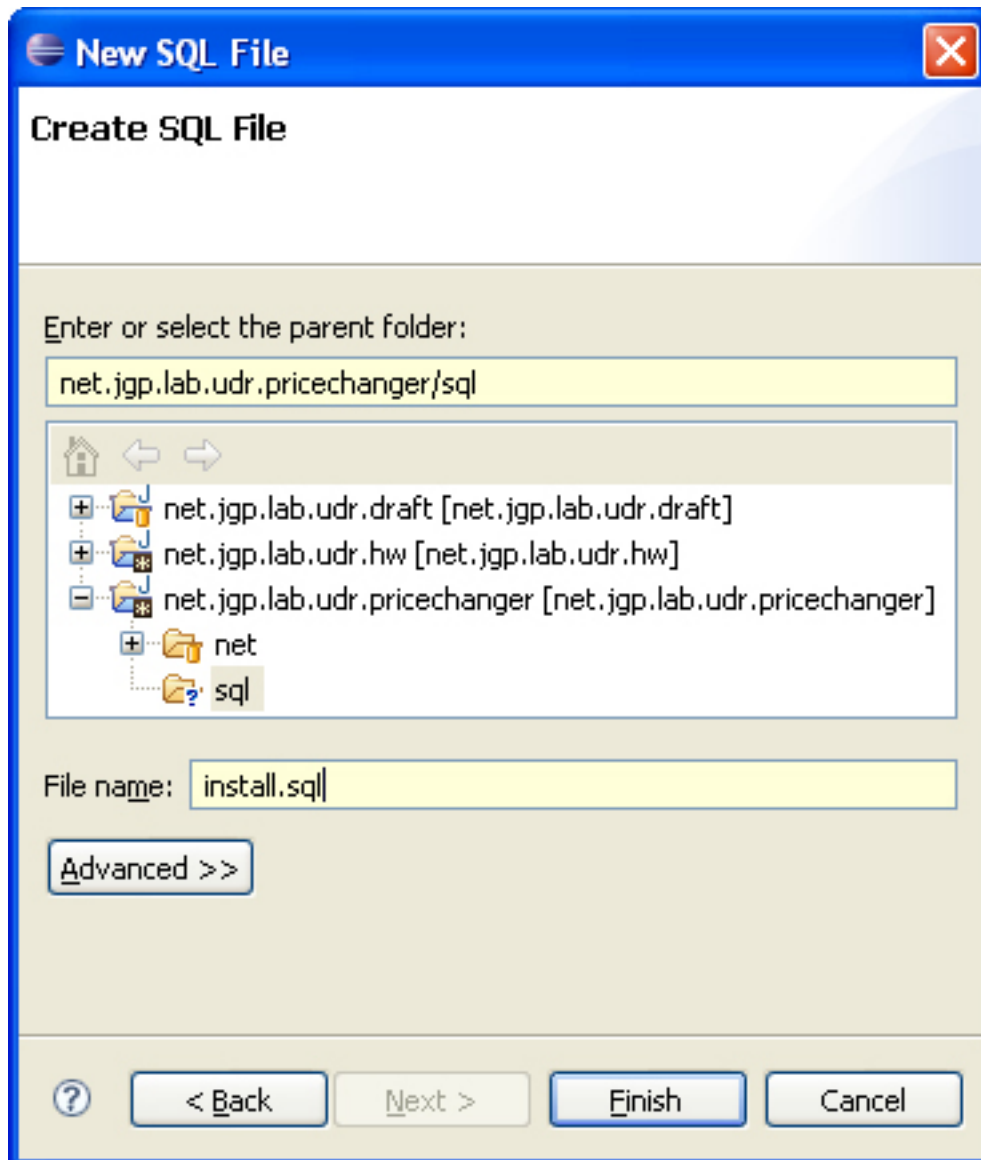 New SQL File
Create SQL File
Enter or select the parent folder:
net.jgp.lab.udr.pricechanger/sql
net.jgp.lab.udr.draft [net.jgp.lab.udr.draft]
net.jgp.lab.udr.hw [net.jgp.lab.udr.hw]
net.jgp.lab.udr.pricechanger [net.jgp.lab.udr.pricechanger]
net
sql
File name: install.sql
Advanced >>
? < Back Next > Finish Cancel